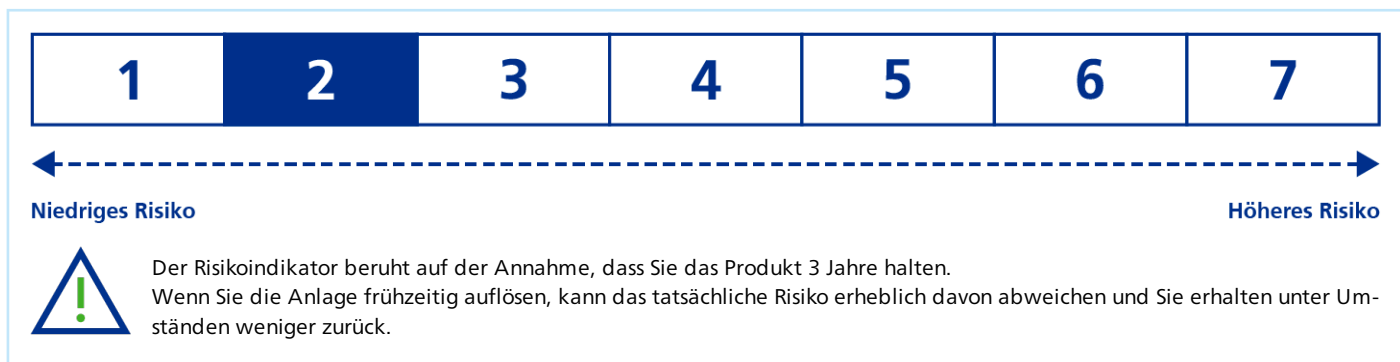 1 2 3 4 5 6 7
Niedriges Risiko Höheres Risiko
Der Risikoindikator beruht auf der Annahme, dass Sie das Produkt 3 Jahre halten.
Wenn Sie die Anlage frühzeitig auflösen, kann das tatsächliche Risiko erheblich davon abweichen und Sie erhalten unter Um-
ständen weniger zurück.